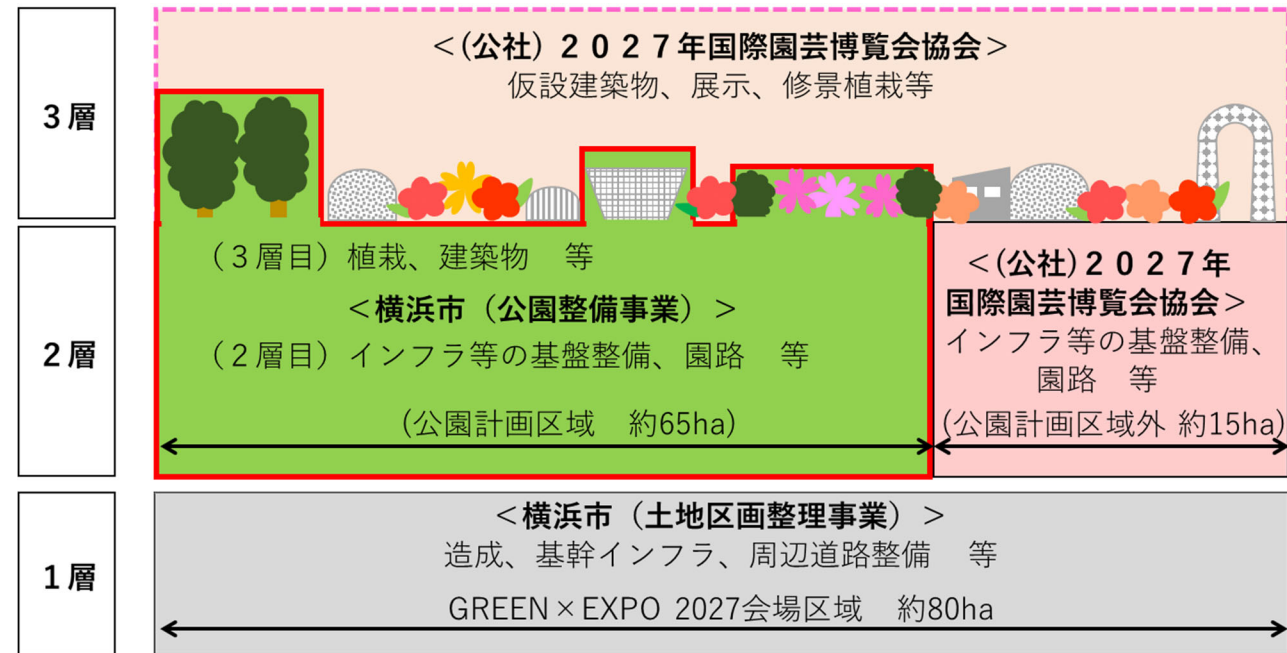 3層
<(公社)２０２７年国際園芸博覧会協会>
仮設建築物、展示、修景植栽等
2層
（３層目）植栽、建築物　等
<横浜市（公園整備事業）>
（２層目）インフラ等の基盤整備、園路　等
(公園計画区域　約65ha)
<(公社)２０２７年
国際園芸博覧会協会>
インフラ等の基盤整備、
園路　等
(公園計画区域外 約15ha)
1層
<横浜市（土地区画整理事業）>
造成、基幹インフラ、周辺道路整備　等
GREEN×EXPO 2027会場区域　約80ha